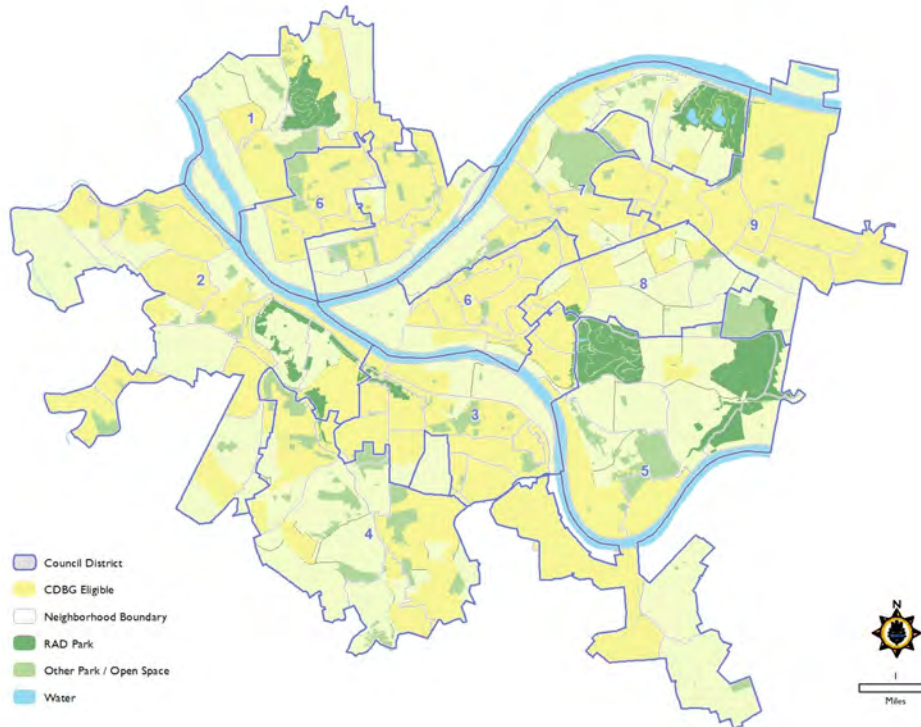 1
6
7
9
2
6
8
3
5
4
Council District
CDBG Eligible
Neighborhood Boundary
RAD Park
Other Park / Open Space
Water
N
1
Miles